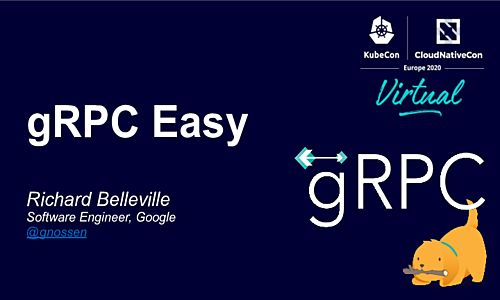 KubeCon
CloudNativeCon
Europe 2020
Virtual
gRPC Easy
gRPC
Richard Belleville
Software Engineer, Google
@gnossen